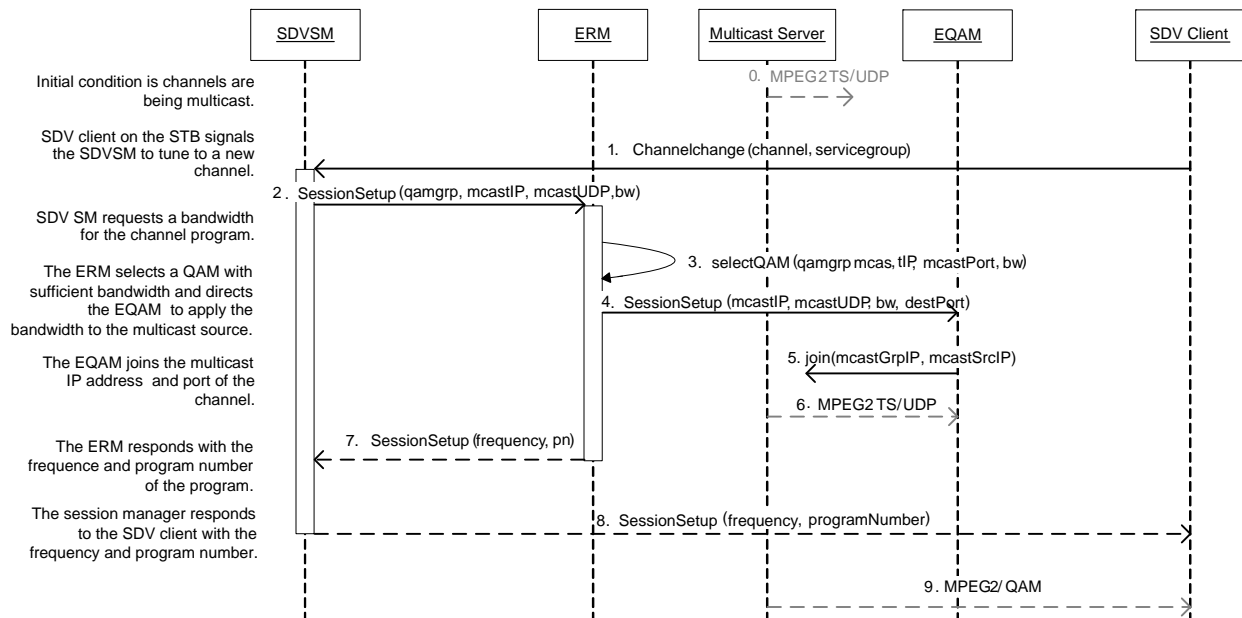 SDVSM
ERM
Multicast Server
EQAM
SDV Client
Initial condition is channels are
being multicast.
0. MPEG2TS/UDP
SDV client on the STB signals
the SDVSM to tune to a new
channel.
1. Channelchange (channel, servicegroup)
2. SessionSetup (qamgrp, mcastIP, mcastUDP,bw)
SDV SM requests a bandwidth
for the channel program.
3. selectQAM (qamgrp mcas, tIP, mcastPort, bw)
The ERM selects a QAM with
sufficient bandwidth and directs
the EQAM to apply the
bandwidth to the multicast source.
4. SessionSetup (mcastIP, mcastUDP, bw, destPort)
The EQAM joins the multicast
IP address and port of the
channel.
5. join(mcastGrpIP, mcastSrcIP)
6. MPEG2 TS/UDP
7. SessionSetup (frequency, pn)
The ERM responds with the
frequence and program number
of the program.
The session manager responds
to the SDV client with the
frequency and program number.
8. SessionSetup (frequency, programNumber)
9. MPEG2/ QAM